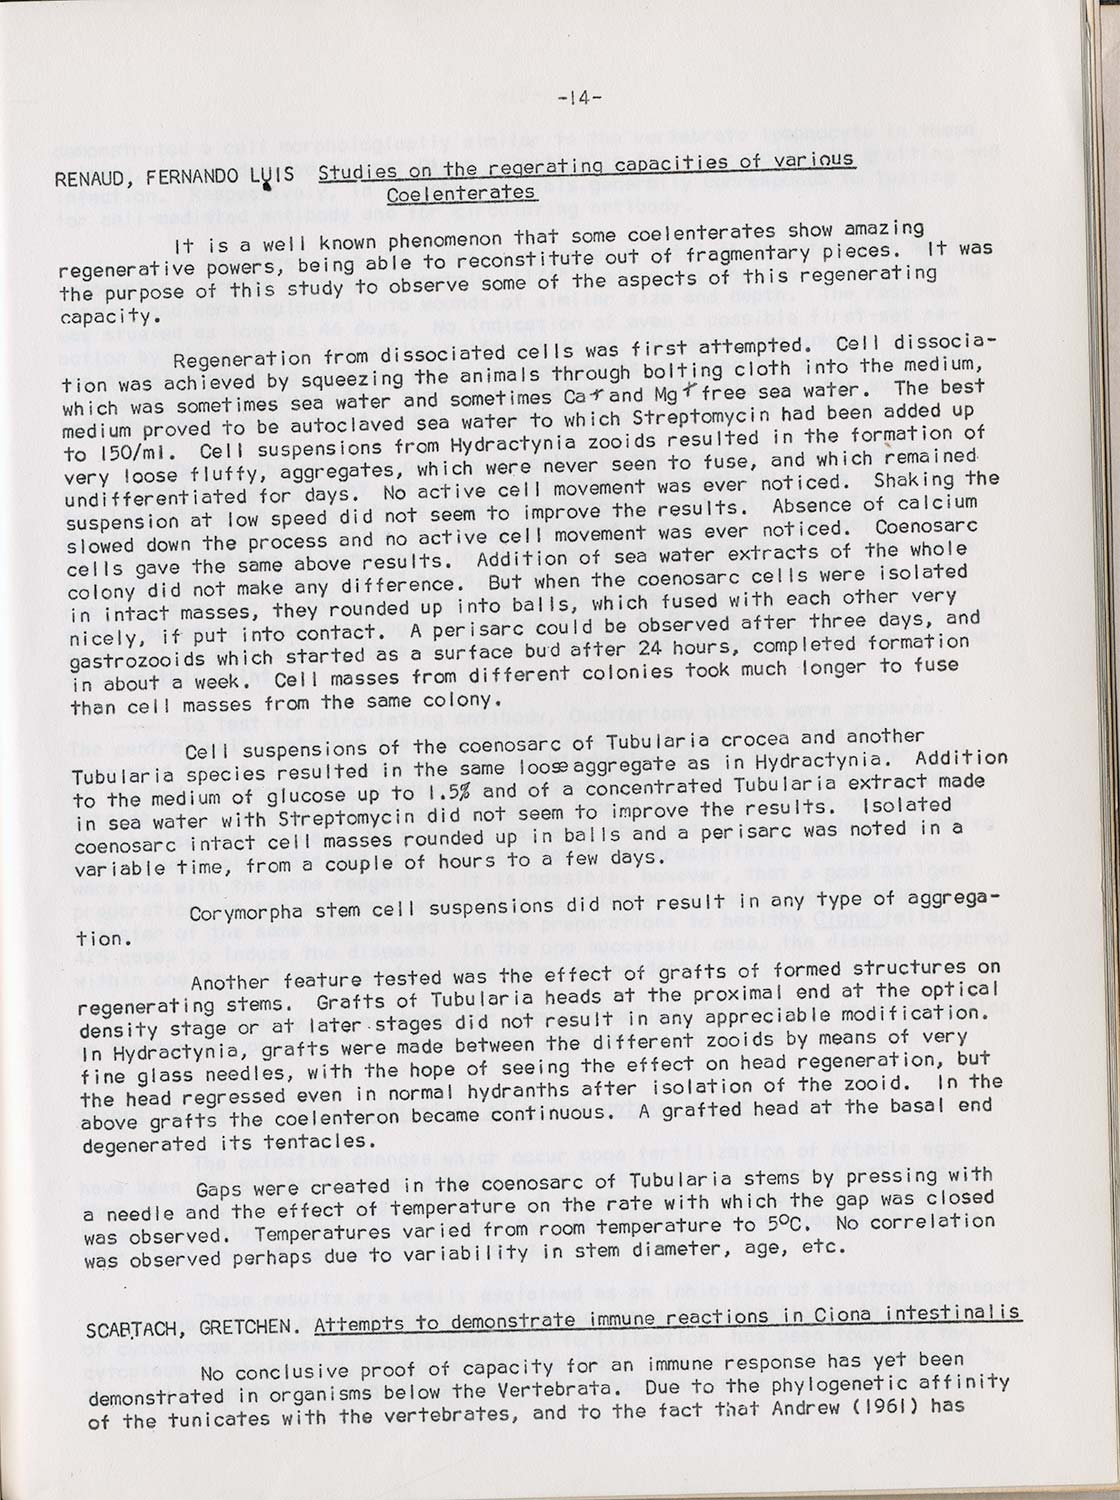 -14-
RENAUD, FERNANDO LUIS Studies on the regerating capacities of various
Coelenterates
It is a well known phenomenon that some coelenterates show amazing
regenerative powers, being able to reconstitute out of fragmentary pieces. It was
the purpose of this study to observe some of the aspects of this regenerating
capacity.
Regeneration from dissociated cells was first attempted. Cell dissocia-
tion was achieved by squeezing the animals through bolting cloth into the medium,
which was sometimes sea water and sometimes Ca+ and Mg+ free sea water. The best
medium proved to be autoclaved sea water to which Streptomycin had been added up
to 150/ml. Cell suspensions from Hydractynia zooids resulted in the formation of
very loose fluffy, aggregates, which were never seen to fuse, and which remained
undifferentiated for days. No active cell movement was ever noticed. Shaking the
suspension at low speed did not seem to improve the results. Absence of calcium
slowed down the process and no active cell movement was ever noticed. Coenosarc
cells gave the same above results. Addition of sea water extracts of the whole
colony did not make any difference. But when the coenosarc cells were isolated
in intact masses, they rounded up into balls, which fused with each other very
nicely, if put into contact. A perisarc could be observed after three days, and
gastrozooids which started as a surface bud after 24 hours, completed formation
in about a week. Cell masses from different colonies took much longer to fuse
than cell masses from the same colony.
Cell suspensions of the coenosarc of Tubularia crocea and another
Tubularia species resulted in the same loose aggregate as in Hydractynia. Addition
to the medium of glucose up to 1.5% and of a concentrated Tubularia extract made
in sea water with Streptomycin did not seem to improve the results. Isolated
coenosarc intact cell masses rounded up in balls and a perisarc was noted in a
variable time, from a couple of hours to a few days.
Corymorpha stem cell suspensions did not result in any type of aggrega-
tion.
Another feature tested was the effect of grafts of formed structures on
regenerating stems. Grafts of Tubularia heads at the proximal end at the optical
density stage or at later stages did not result in any appreciable modification.
In Hydractynia, grafts were made between the different zooids by means of very
fine glass needles, with the hope of seeing the effect on head regeneration, but
the head regressed even in normal hydranths after isolation of the zooid. In the
above grafts the coelenteron became continuous. A grafted head at the basal end
degenerated its tentacles.
Gaps were created in the coenosarc of Tubularia stems by pressing with
a needle and the effect of temperature on the rate with which the gap was closed
was observed. Temperatures varied from room temperature to 5°C. No correlation
was observed perhaps due to variability in stem diameter, age, etc.
SCABTACH, GRETCHEN. Attempts to demonstrate immune reactions in Ciona intestinalis
No conclusive proof of capacity for an immune response has yet been
demonstrated in organisms below the Vertebrata. Due to the phylogenetic affinity
of the tunicates with the vertebrates, and to the fact that Andrew (1961) has